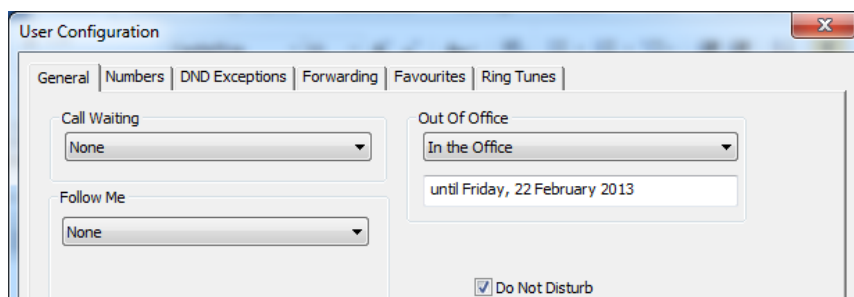 User Configuration
General Numbers DND Exceptions Forwarding Favourites Ring Tunes
Call Waiting
None
Out Of Office
In the Office
until Friday, 22 February 2013
Follow Me
None
Do Not Disturb